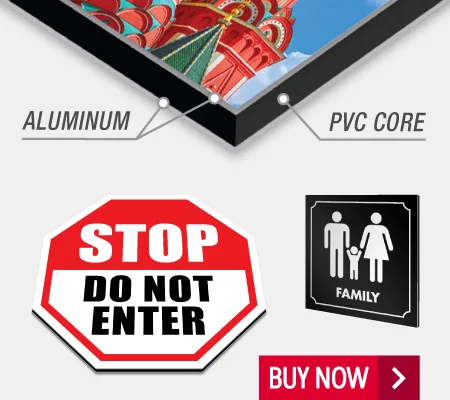 ALUMINUM
PVC CORE
STOP
DO NOT
ENTER
FAMILY
BUY NOW